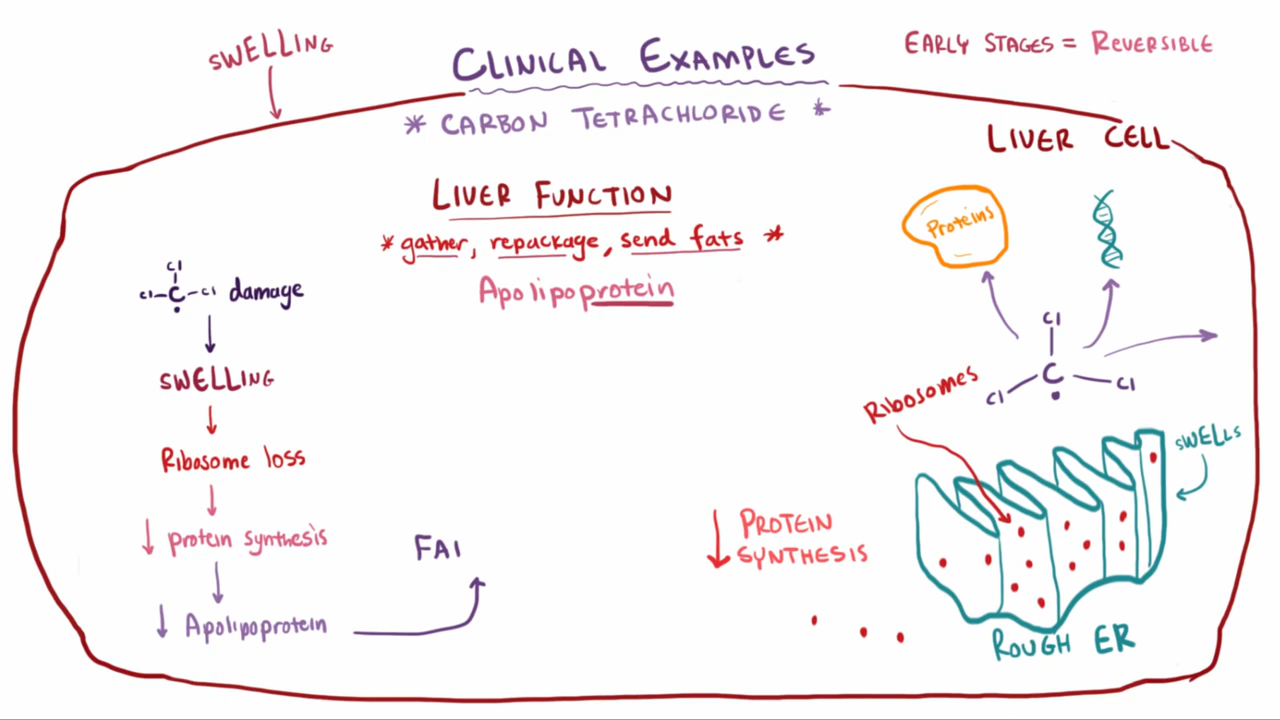 SWELLING
CLINICAL EXAMPLES
EARLY STAGES = REVERSIBLE
* CARBON TETRACHLORIDE *
LIVER CELL
LIVER FUNCTION
* gather, repackage, send fats *
Apolipoprotein
Proteins
Cl
Cl-C-Cl damage
SWELLING
Ribosome loss
↓ protein synthesis
↓ Apolipoprotein
FAI
Cl
C
Cl
Cl
Ribosomes
SWELLS
↓ PROTEIN
SYNTHESIS
ROUGH ER